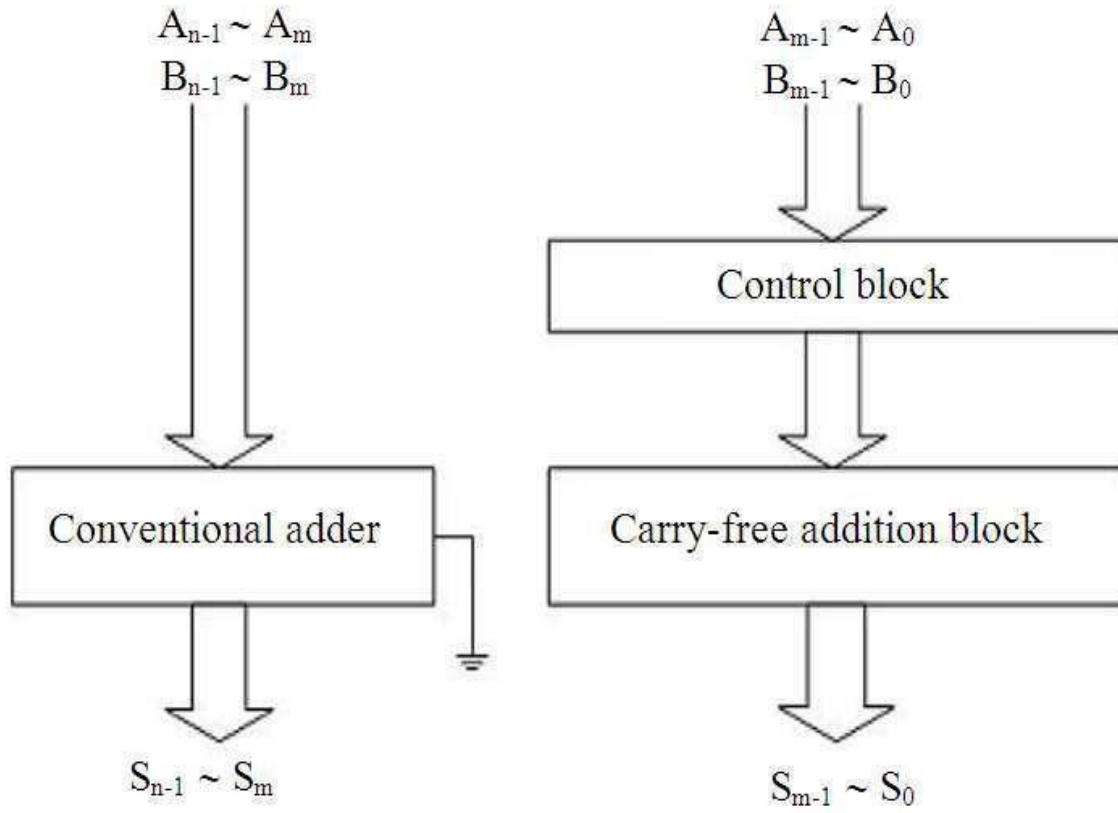 Aₙ₋₁ ~ Aₘ
Bₙ₋₁ ~ Bₘ
Aₘ₋₁ ~ A₀
Bₘ₋₁ ~ B₀
Control block
Conventional adder
Carry-free addition block
Sₙ₋₁ ~ Sₘ
Sₘ₋₁ ~ S₀